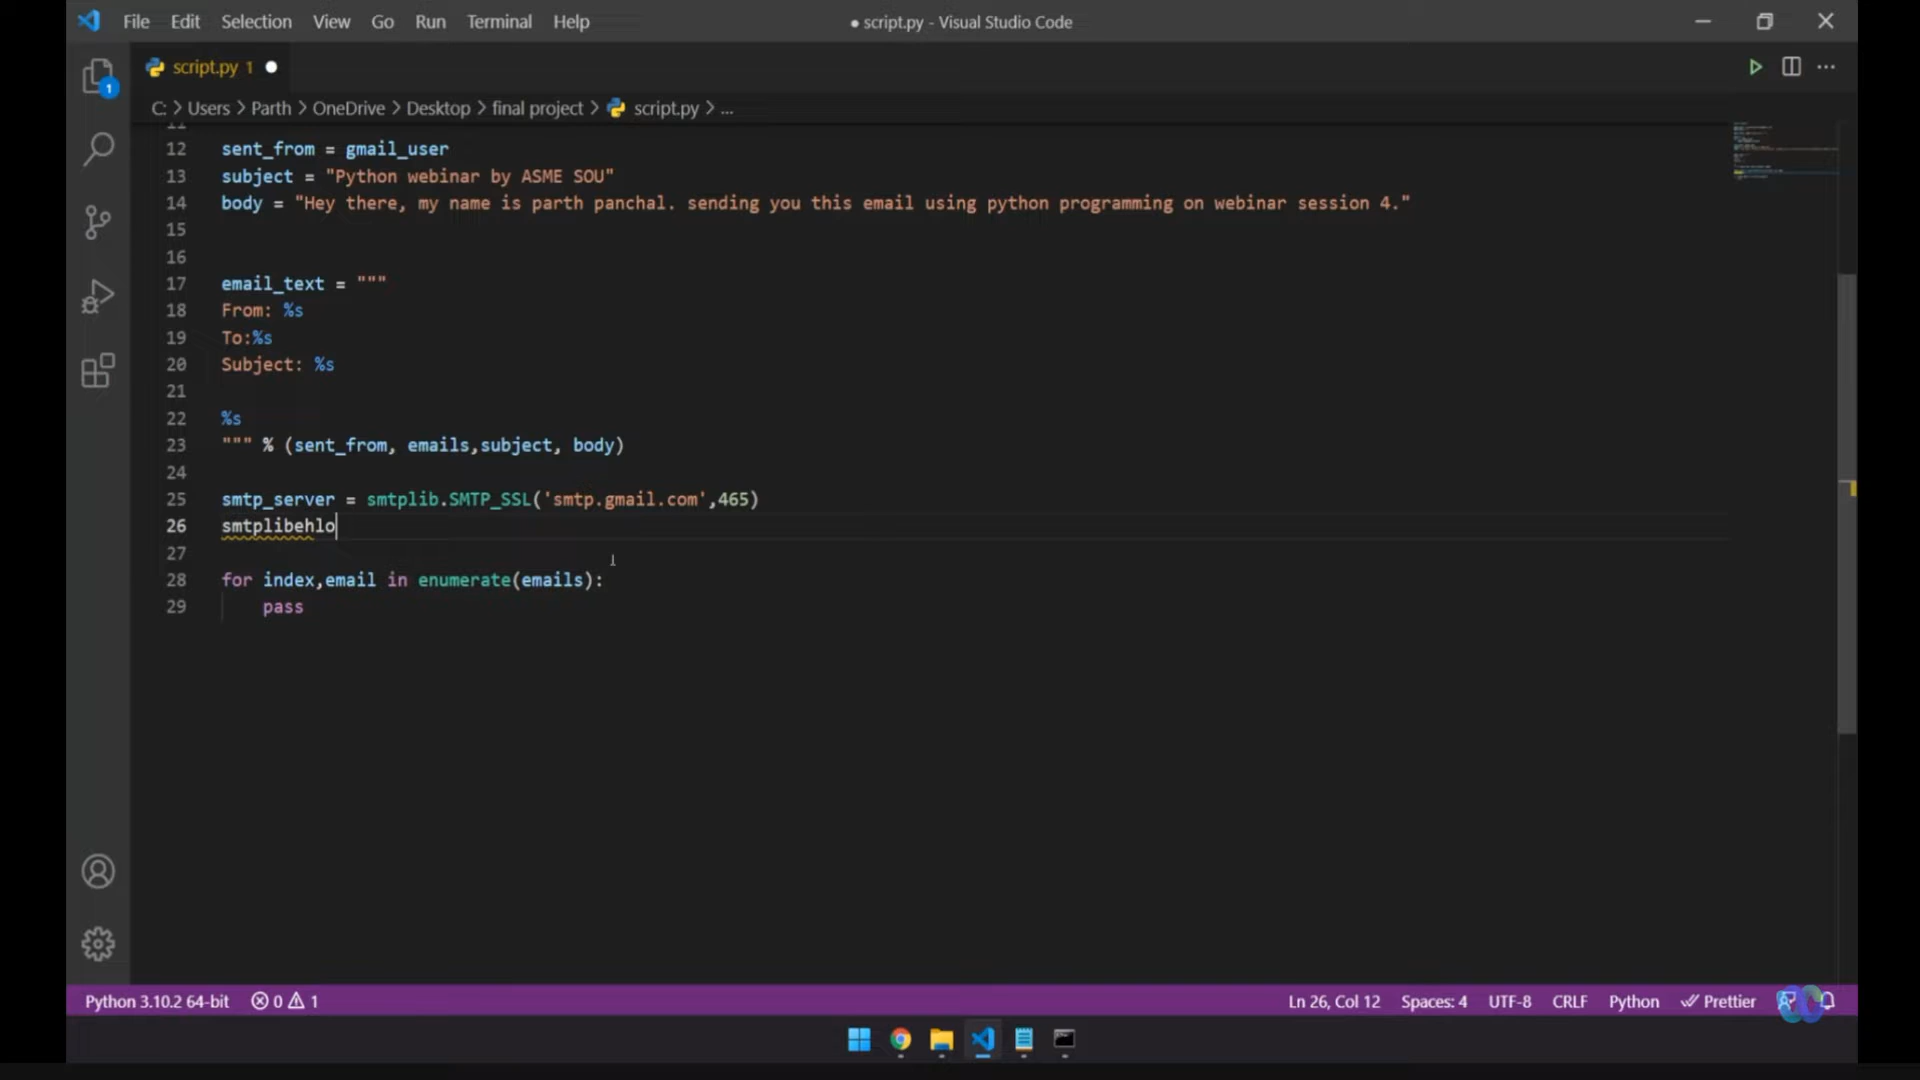 File Edit Selection View Go Run Terminal Help
● script.py - Visual Studio Code
script.py 1
1
C: > Users > Parth > OneDrive > Desktop > final project > script.py > ...
12 sent_from = gmail_user
13 subject = "Python webinar by ASME SOU"
14 body = "Hey there, my name is parth panchal. sending you this email using python programming on webinar session 4."
15
16
17 email_text = """
18 From: %s
19 To:%s
20 Subject: %s
21
22 %s
23 """ % (sent_from, emails,subject, body)
24
25 smtp_server = smtplib.SMTP_SSL('smtp.gmail.com',465)
26 smtplibehlo
27
28 for index,email in enumerate(emails):
29 pass
Python 3.10.2 64-bit 0 1 Ln 26, Col 12 Spaces: 4 UTF-8 CRLF Python Prettier